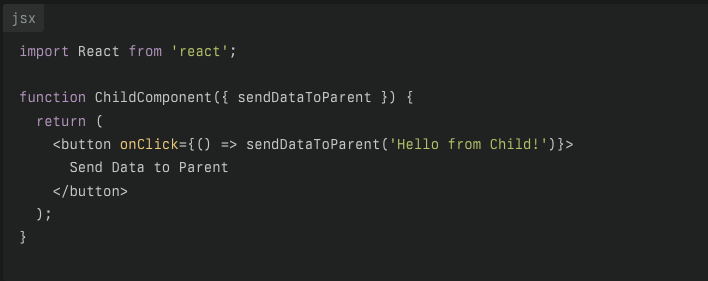 jsx
import React from 'react';
function ChildComponent({ sendDataToParent }) {
  return (
    <button onClick={() => sendDataToParent('Hello from Child!')}>
      Send Data to Parent
    </button>
  );
}